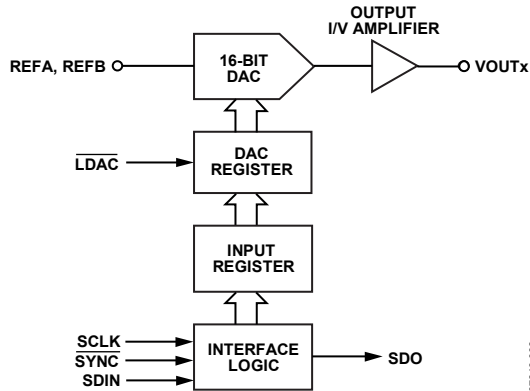 OUTPUT
I/V AMPLIFIER
REFA, REFB
16-BIT
DAC
VOUTx
LDAC
DAC
REGISTER
INPUT
REGISTER
SCLK
SYNC
SDIN
INTERFACE
LOGIC
SDO